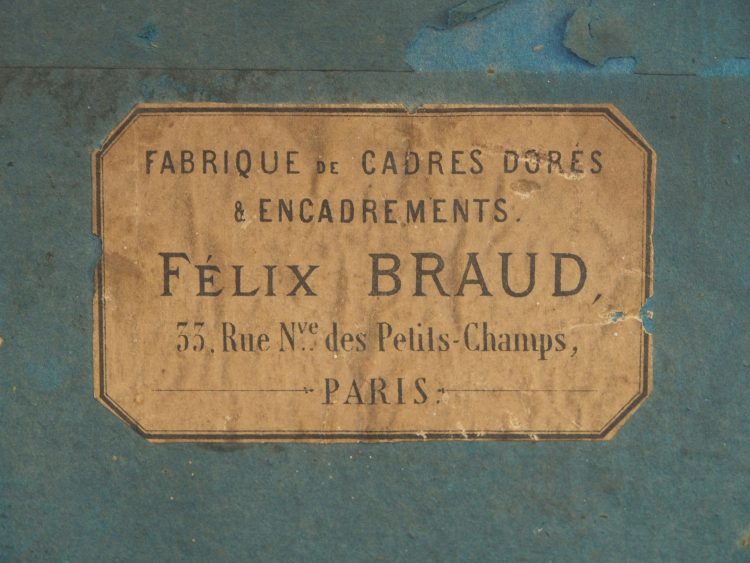 FABRIQUE DE CADRES DORÉS
& ENCADREMENTS.
FÉLIX BRAUD,
33, Rue Nve. des Petits-Champs,
PARIS.